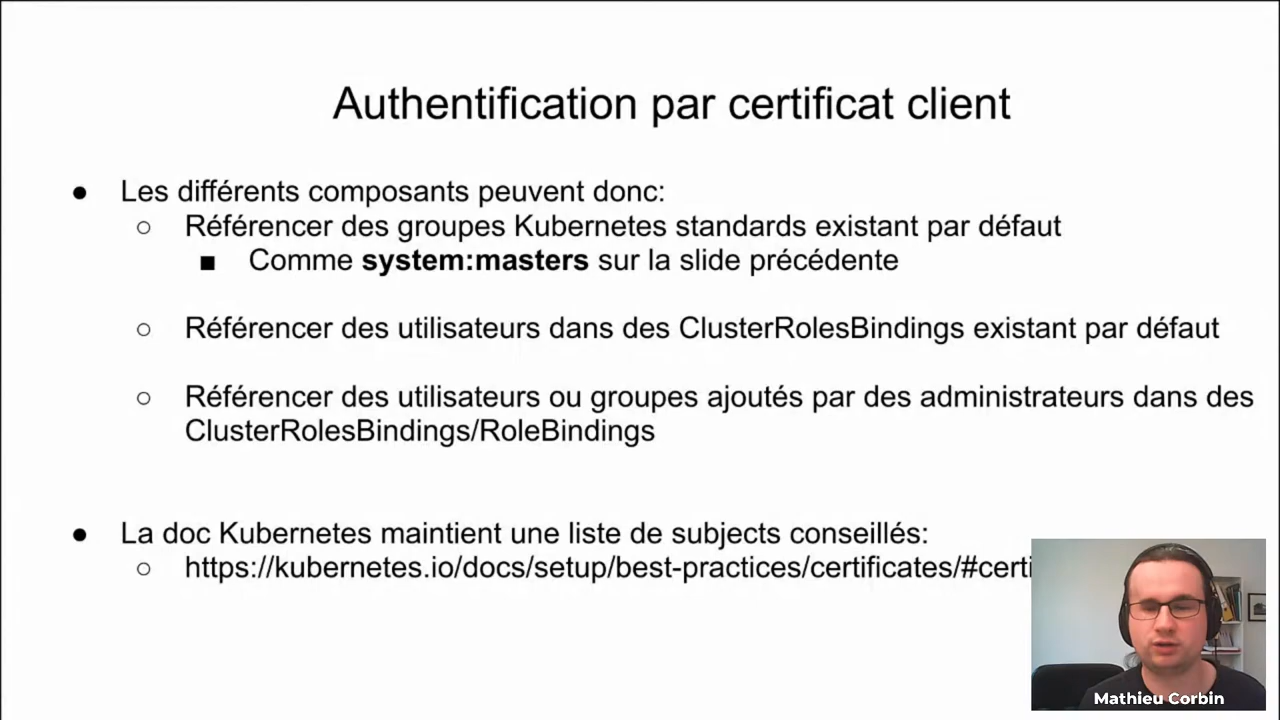 Authentification par certificat client
● Les différents composants peuvent donc:
○ Référencer des groupes Kubernetes standards existant par défaut
■ Comme system:masters sur la slide précédente
○ Référencer des utilisateurs dans des ClusterRolesBindings existant par défaut
○ Référencer des utilisateurs ou groupes ajoutés par des administrateurs dans des
ClusterRolesBindings/RoleBindings
● La doc Kubernetes maintient une liste de subjects conseillés:
○ https://kubernetes.io/docs/setup/best-practices/certificates/#certi
Mathieu Corbin